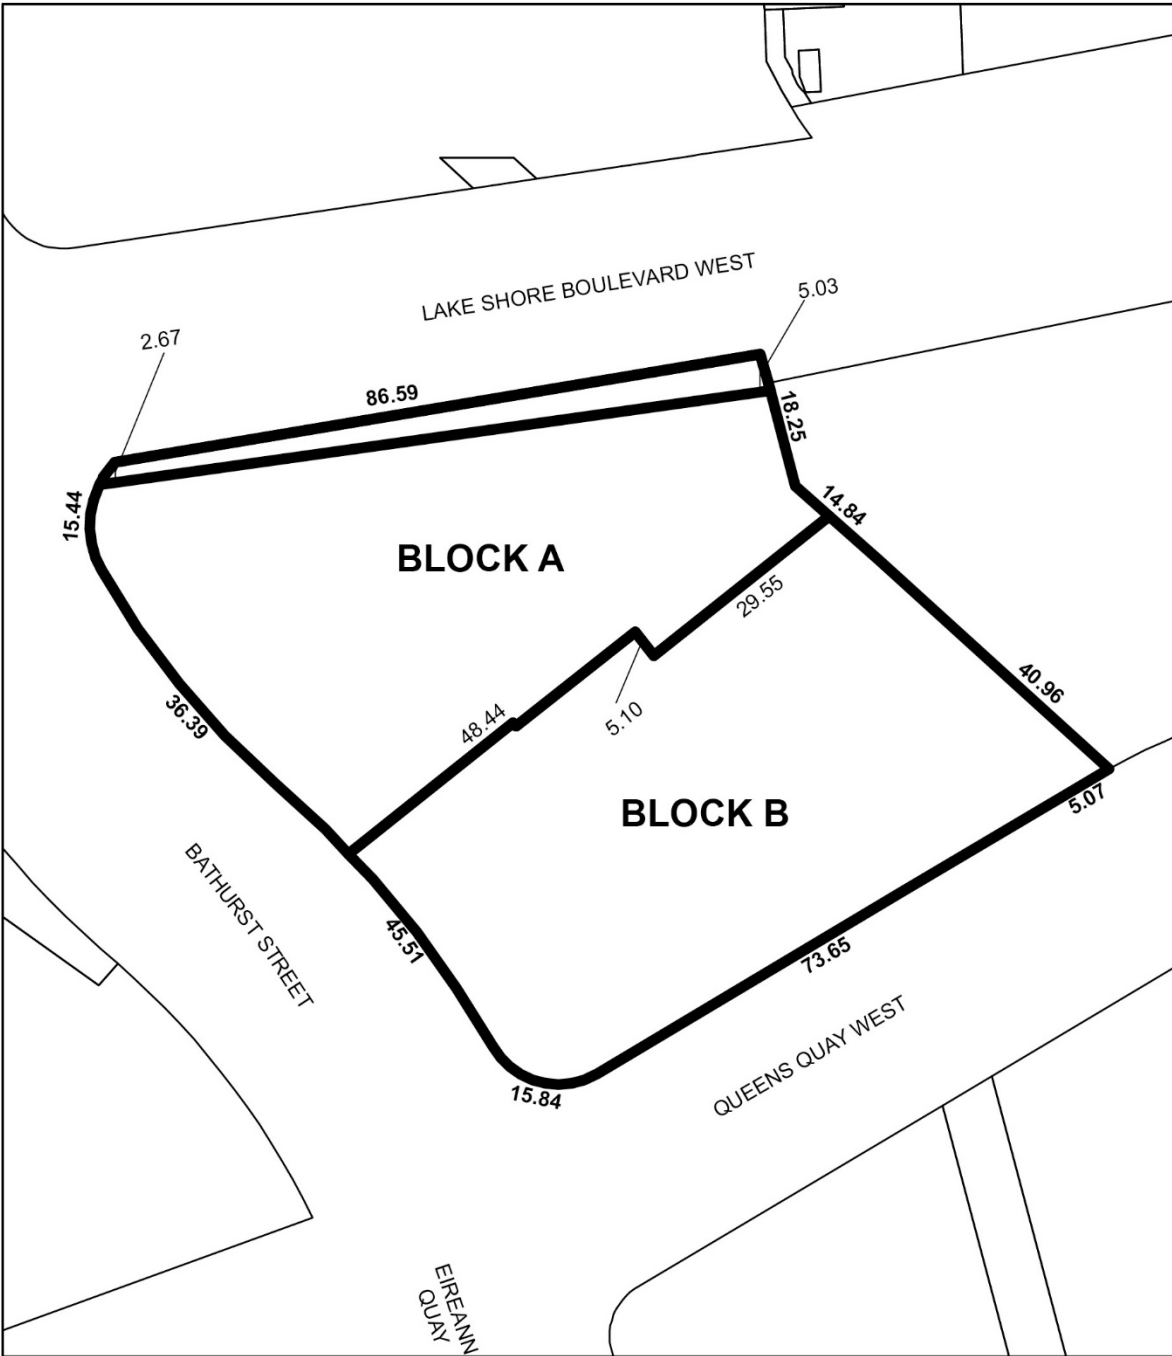 LAKE SHORE BOULEVARD WEST
5.03
2.67
86.59
18.25
15.44
14.84
BLOCK A
29.55
40.96
36.39
48.44
5.10
5.07
BLOCK B
BATHURST STREET
45.51
73.65
QUEENS QUAY WEST
15.84
EIREANN
QUAY